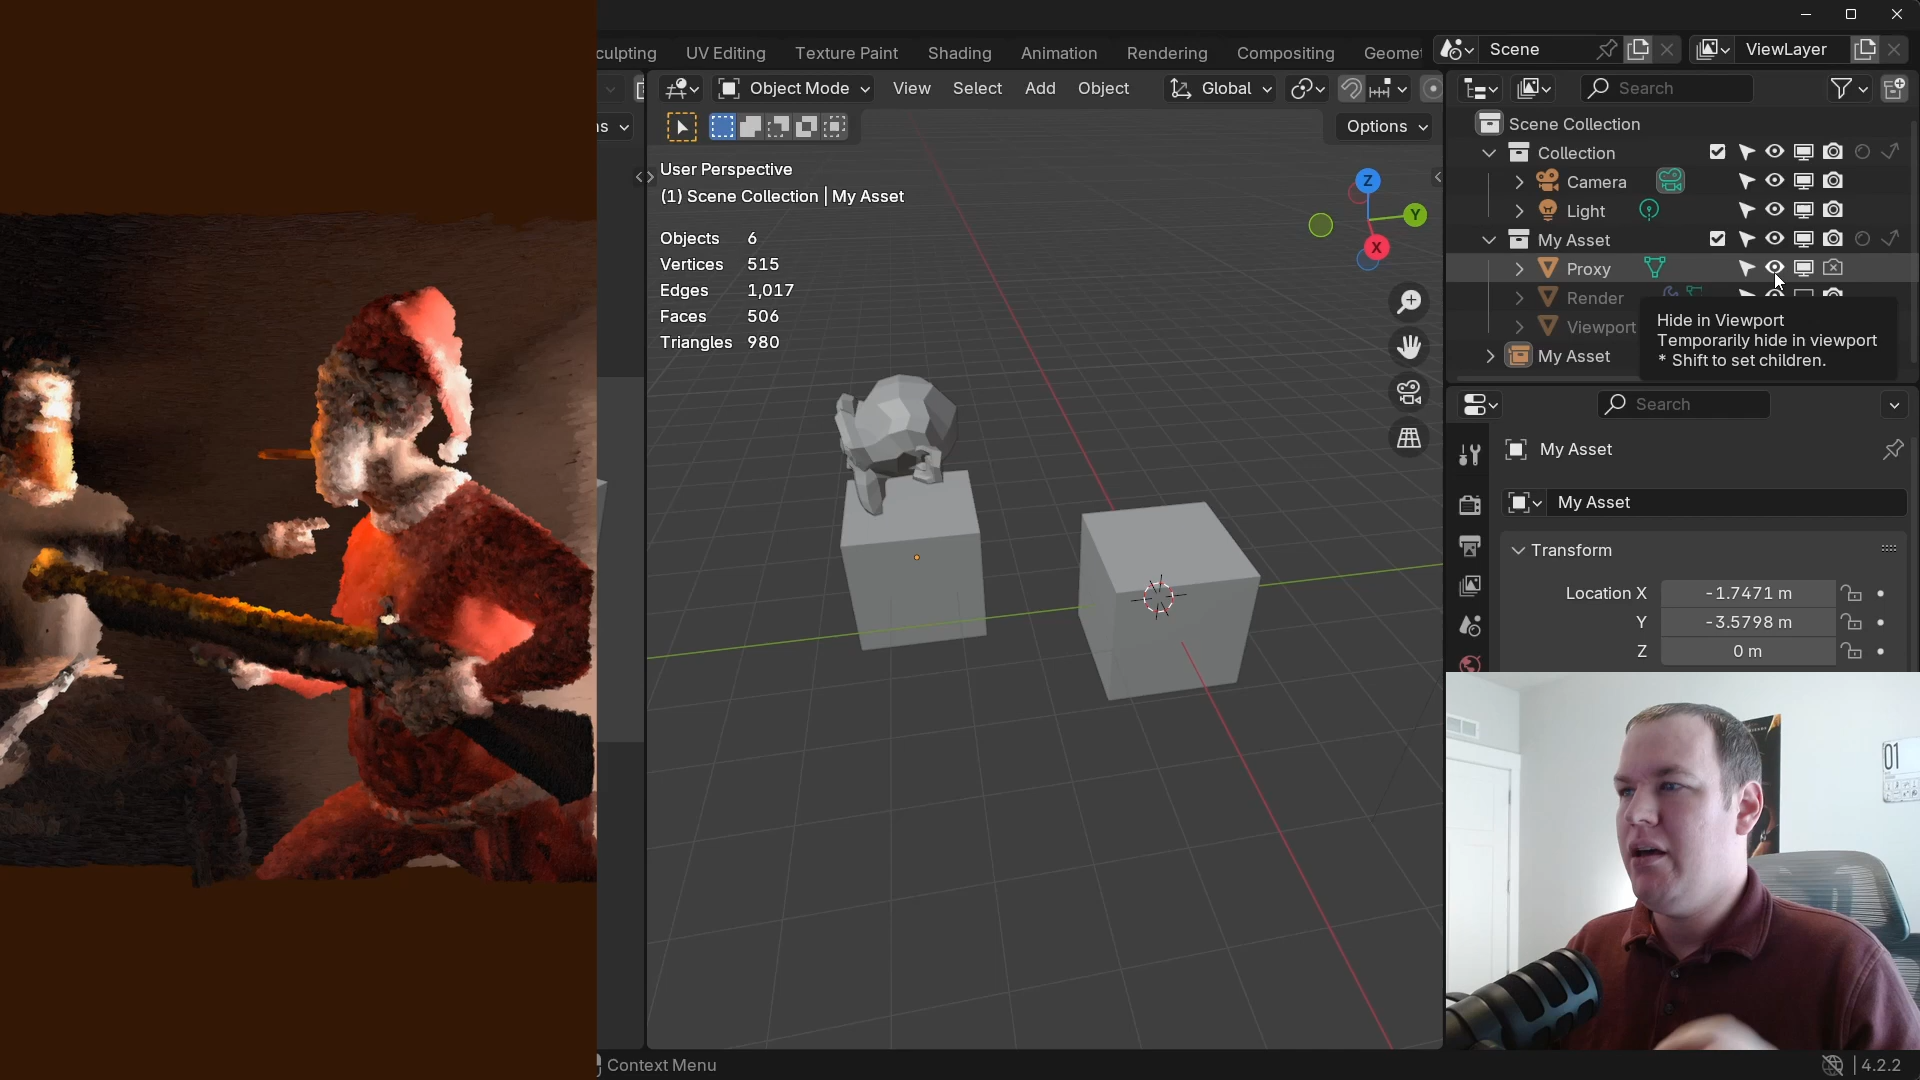 culpting UV Editing Texture Paint Shading Animation Rendering Compositing Geomet Scene ViewLayer
Object Mode View Select Add Object Global Search
ns Options
Scene Collection
Collection
Camera
Light
My Asset
Proxy
Render
Viewport
My Asset
Hide in Viewport
Temporarily hide in viewport
* Shift to set children.
User Perspective
(1) Scene Collection | My Asset
Objects 6
Vertices 515
Edges 1,017
Faces 506
Triangles 980
Z
Y
X
Search
My Asset
My Asset
Transform
Location X -1.7471 m
Y -3.5798 m
Z 0 m
01
Context Menu
4.2.2